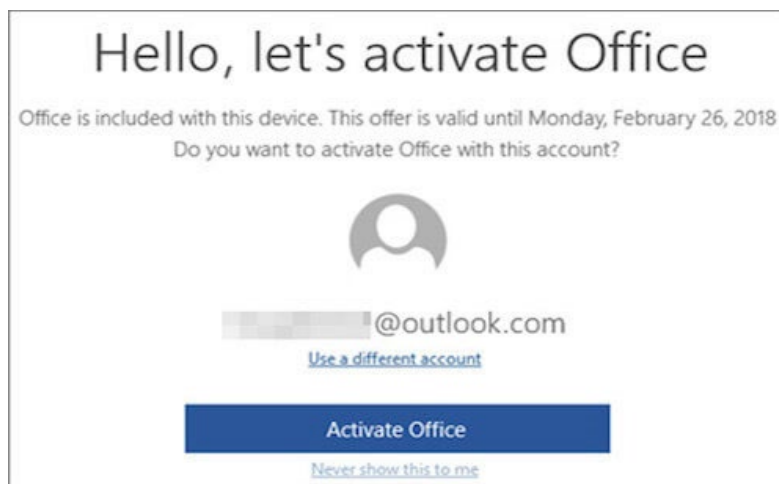 Hello, let's activate Office
Office is included with this device. This offer is valid until Monday, February 26, 2018
Do you want to activate Office with this account?
@outlook.com
Use a different account
Activate Office
Never show this to me